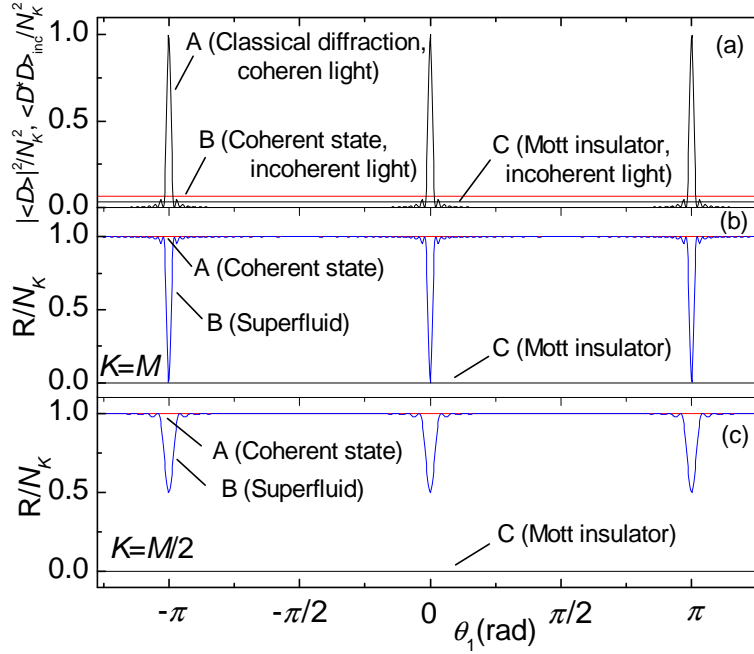 |<D>|²/N_K², <D*D>_inc/N_K²
1.0
0.5
0.0
A (Classical diffraction,
coheren light)
(a)
B (Coherent state,
incoherent light)
C (Mott insulator,
incoherent light)
R/N_K
1.0
0.5
0.0
(b)
A (Coherent state)
B (Superfluid)
C (Mott insulator)
K=M
R/N_K
1.0
0.5
0.0
(c)
A (Coherent state)
B (Superfluid)
C (Mott insulator)
K=M/2
-π
-π/2
0
π/2
π
θ₁(rad)